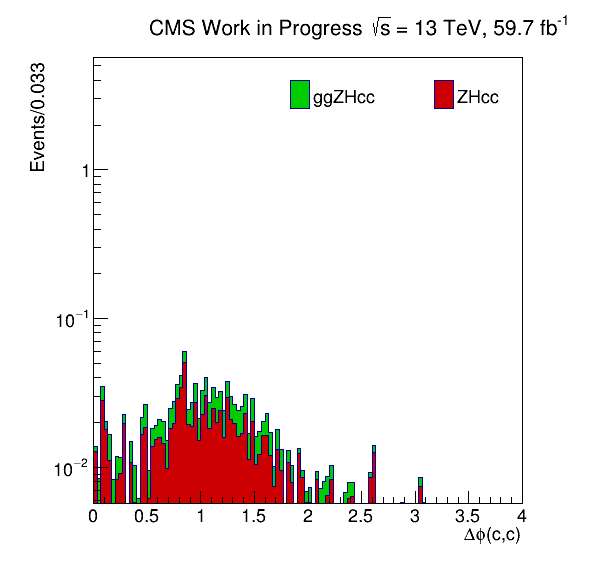 CMS Work in Progress √s = 13 TeV, 59.7 fb⁻¹
Events/0.033
ggZHcc ZHcc
1
10⁻¹
10⁻²
0 0.5 1 1.5 2 2.5 3 3.5 4
Δϕ(c,c)